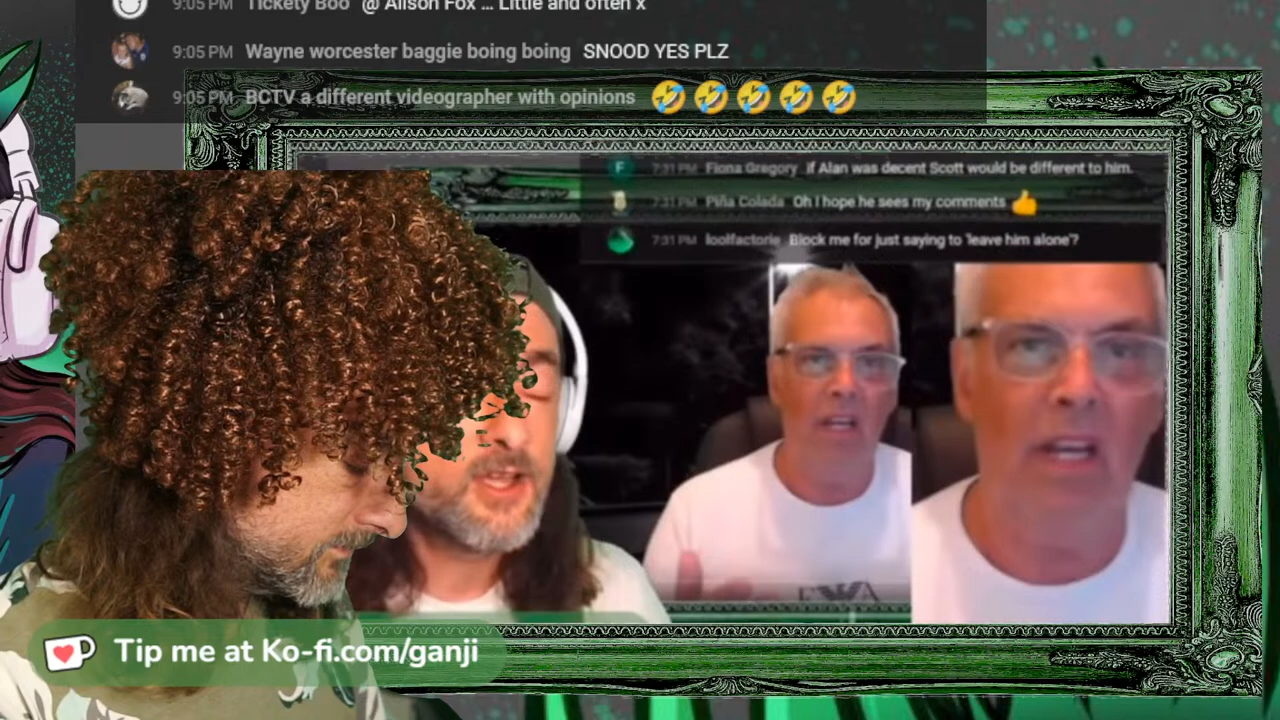 9:05 PM Tickety Boo @ Alison Fox ... Little and often x
9:05 PM Wayne worcester baggie boing boing SNOOD YES PLZ
9:05 PM BCTV a different videographer with opinions 🤣🤣🤣🤣🤣
F 7:31 PM Fiona Gregory If Alan was decent Scott would be different to him.
7:31 PM Piña Colada Oh I hope he sees my comments 👍
7:31 PM loolfactorie Block me for just saying to 'leave him alone'?
Tip me at Ko-fi.com/ganji